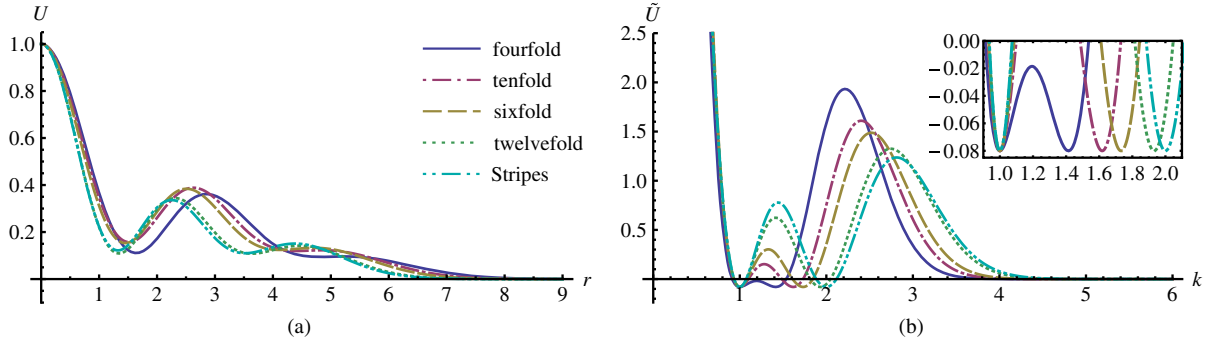 U
1.0
0.8
0.6
0.4
0.2
1 2 3 4 5 6 7 8 9 r
fourfold
tenfold
sixfold
twelvefold
Stripes
(a)
Ũ
2.5
2.0
1.5
1.0
0.5
1 2 3 4 5 6 k
0.00
−0.02
−0.04
−0.06
−0.08
1.0 1.2 1.4 1.6 1.8 2.0
(b)